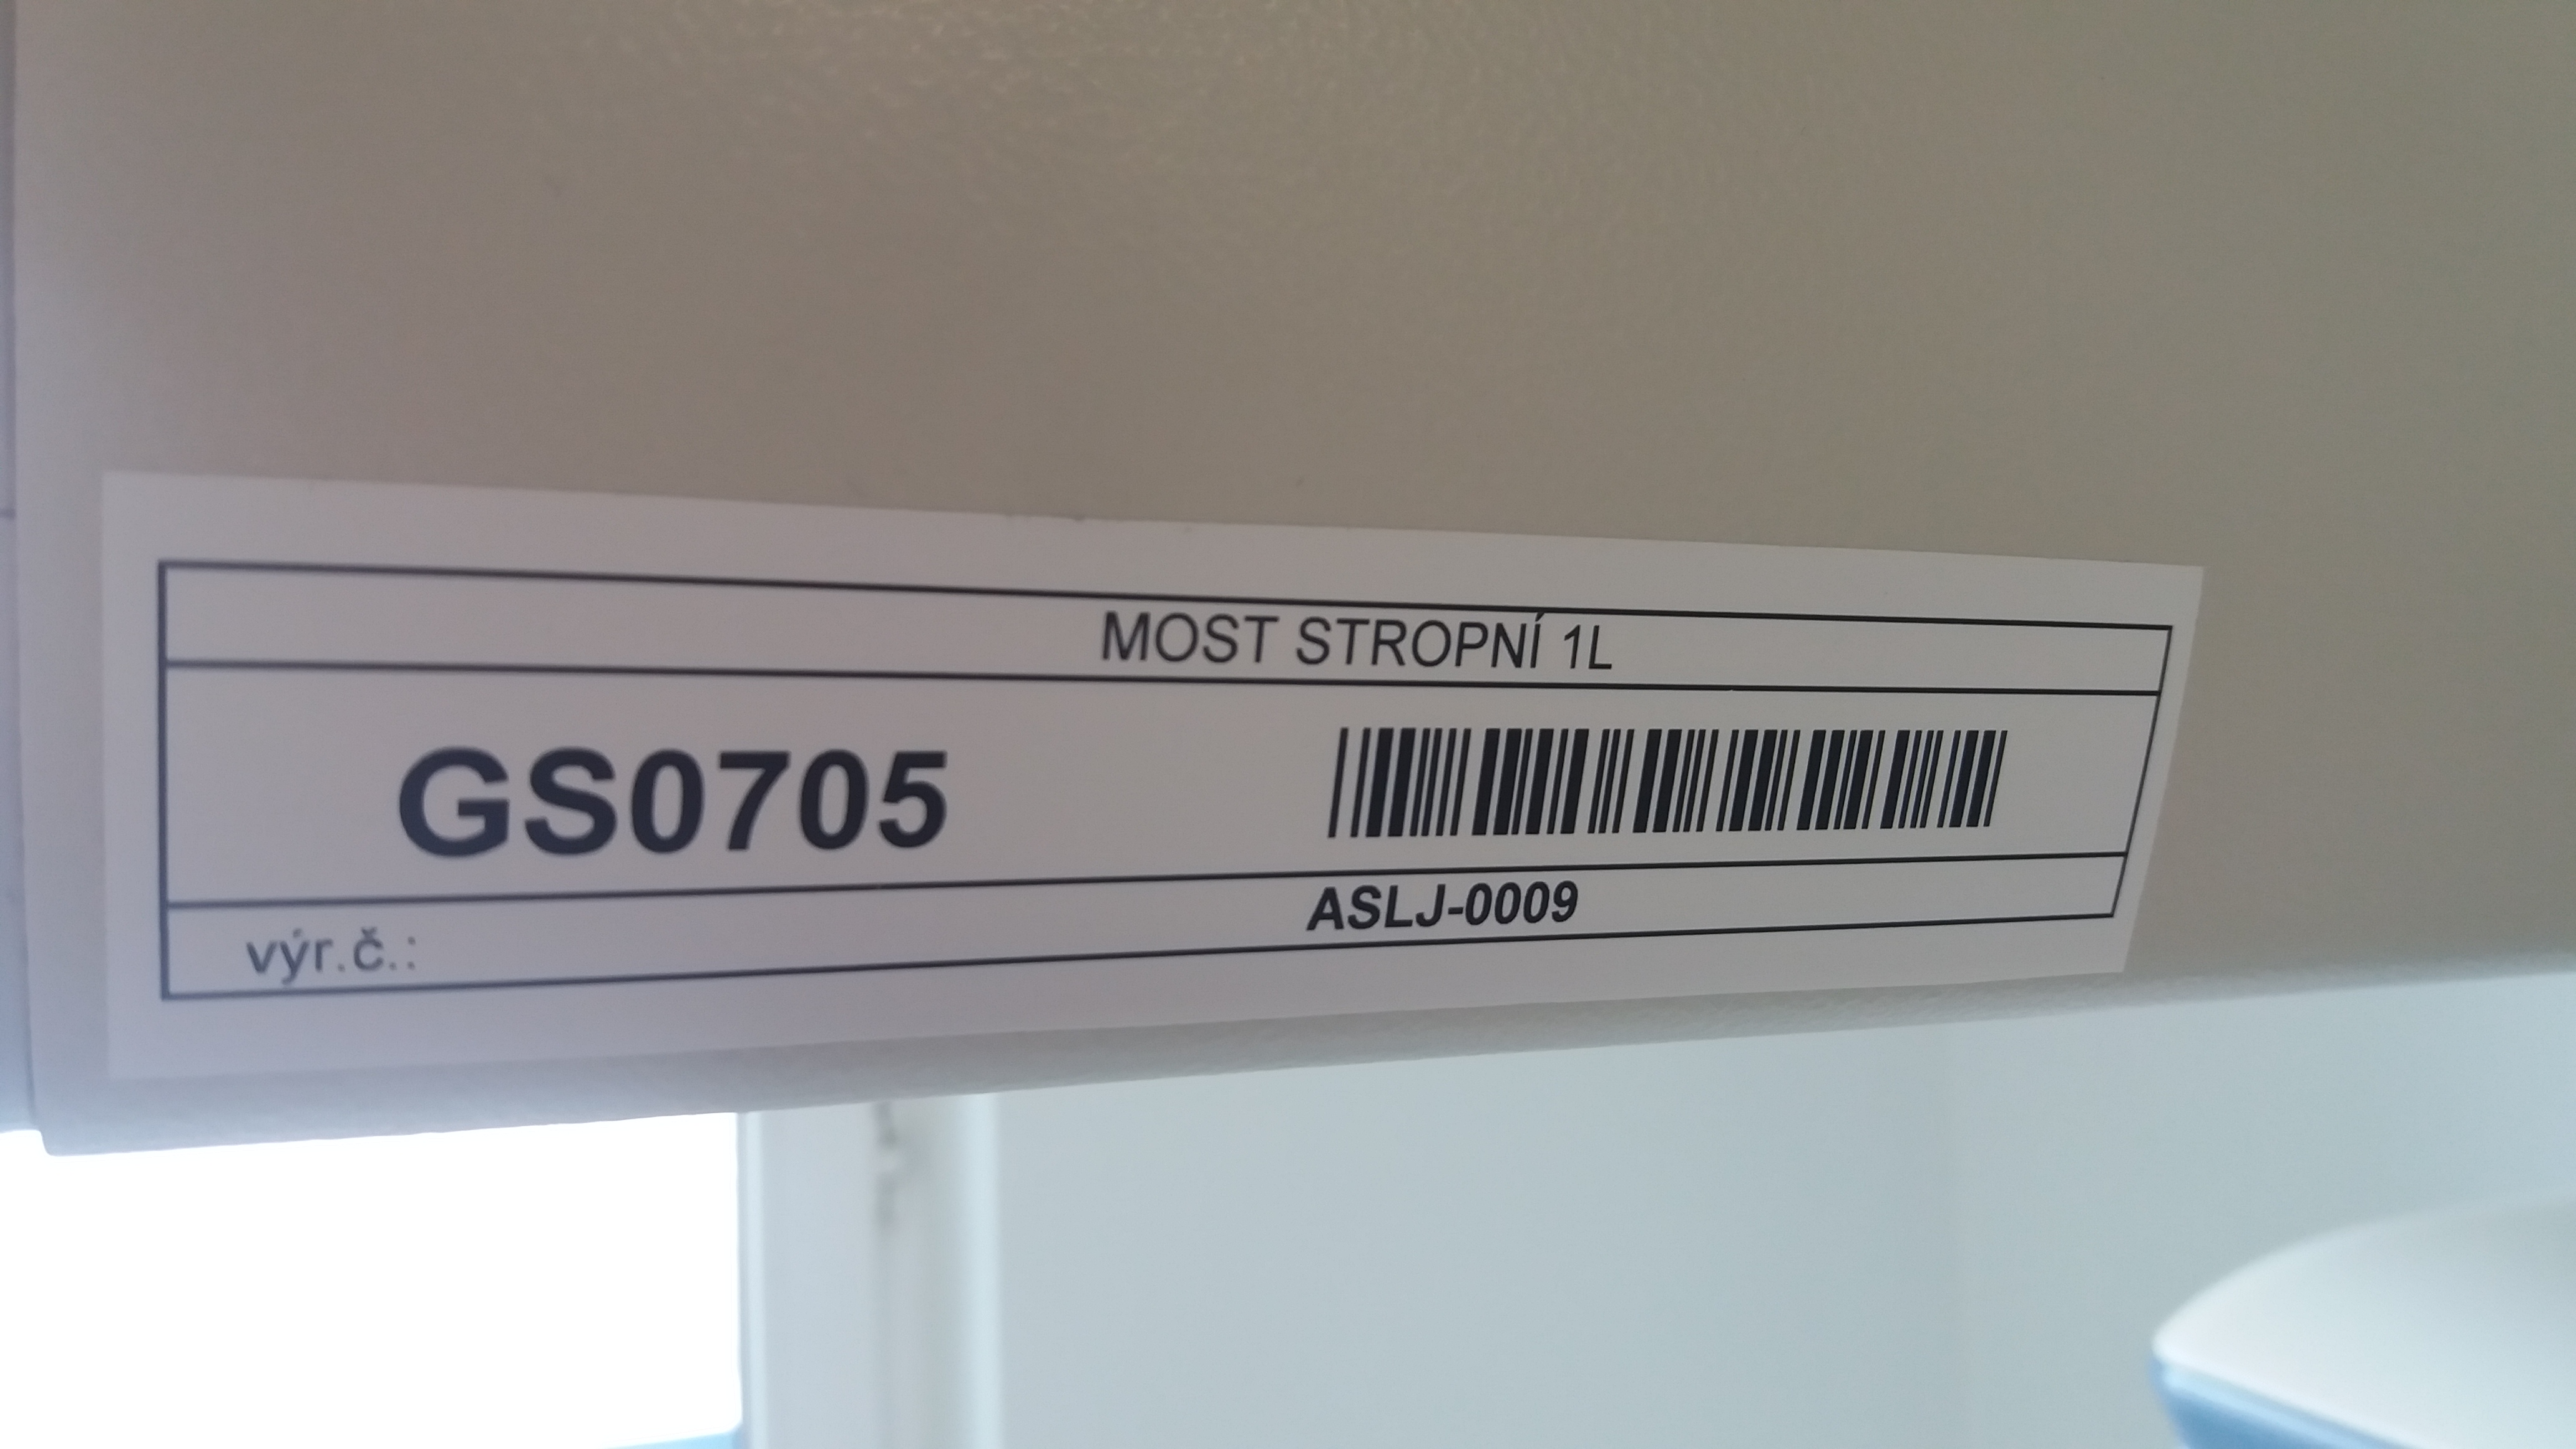 MOST STROPNÍ 1L
GS0705
výr.č.: ASLJ-0009